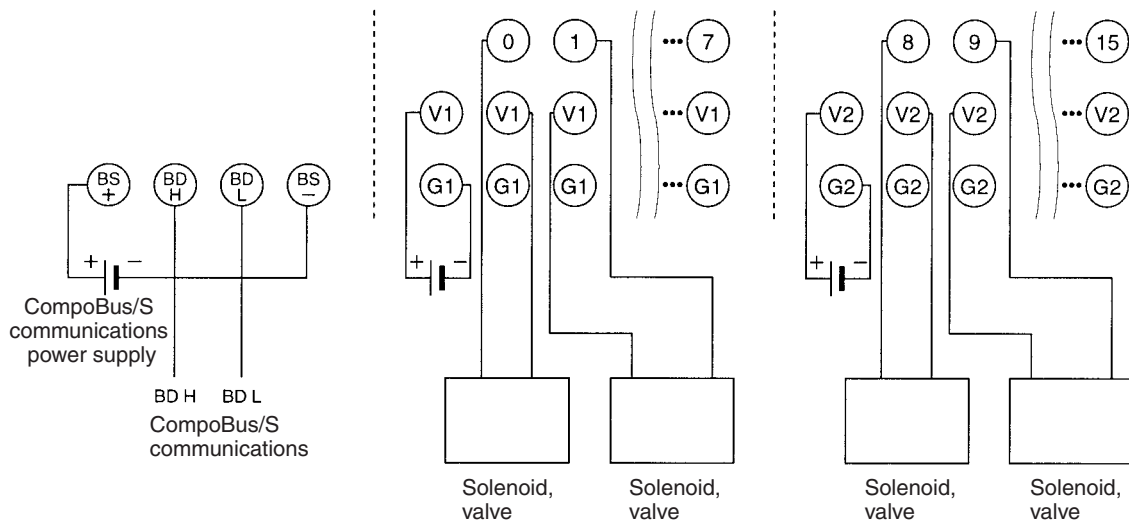 0 1 ••• 7 8 9 ••• 15
V1 V1 V1 ••• V1 V2 V2 V2 ••• V2
BS + BD H BD L BS – G1 G1 G1 ••• G1 G2 G2 G2 ••• G2
+ – + – + –
CompoBus/S
communications
power supply
BD H BD L
CompoBus/S
communications
Solenoid, valve
Solenoid, valve
Solenoid, valve
Solenoid, valve